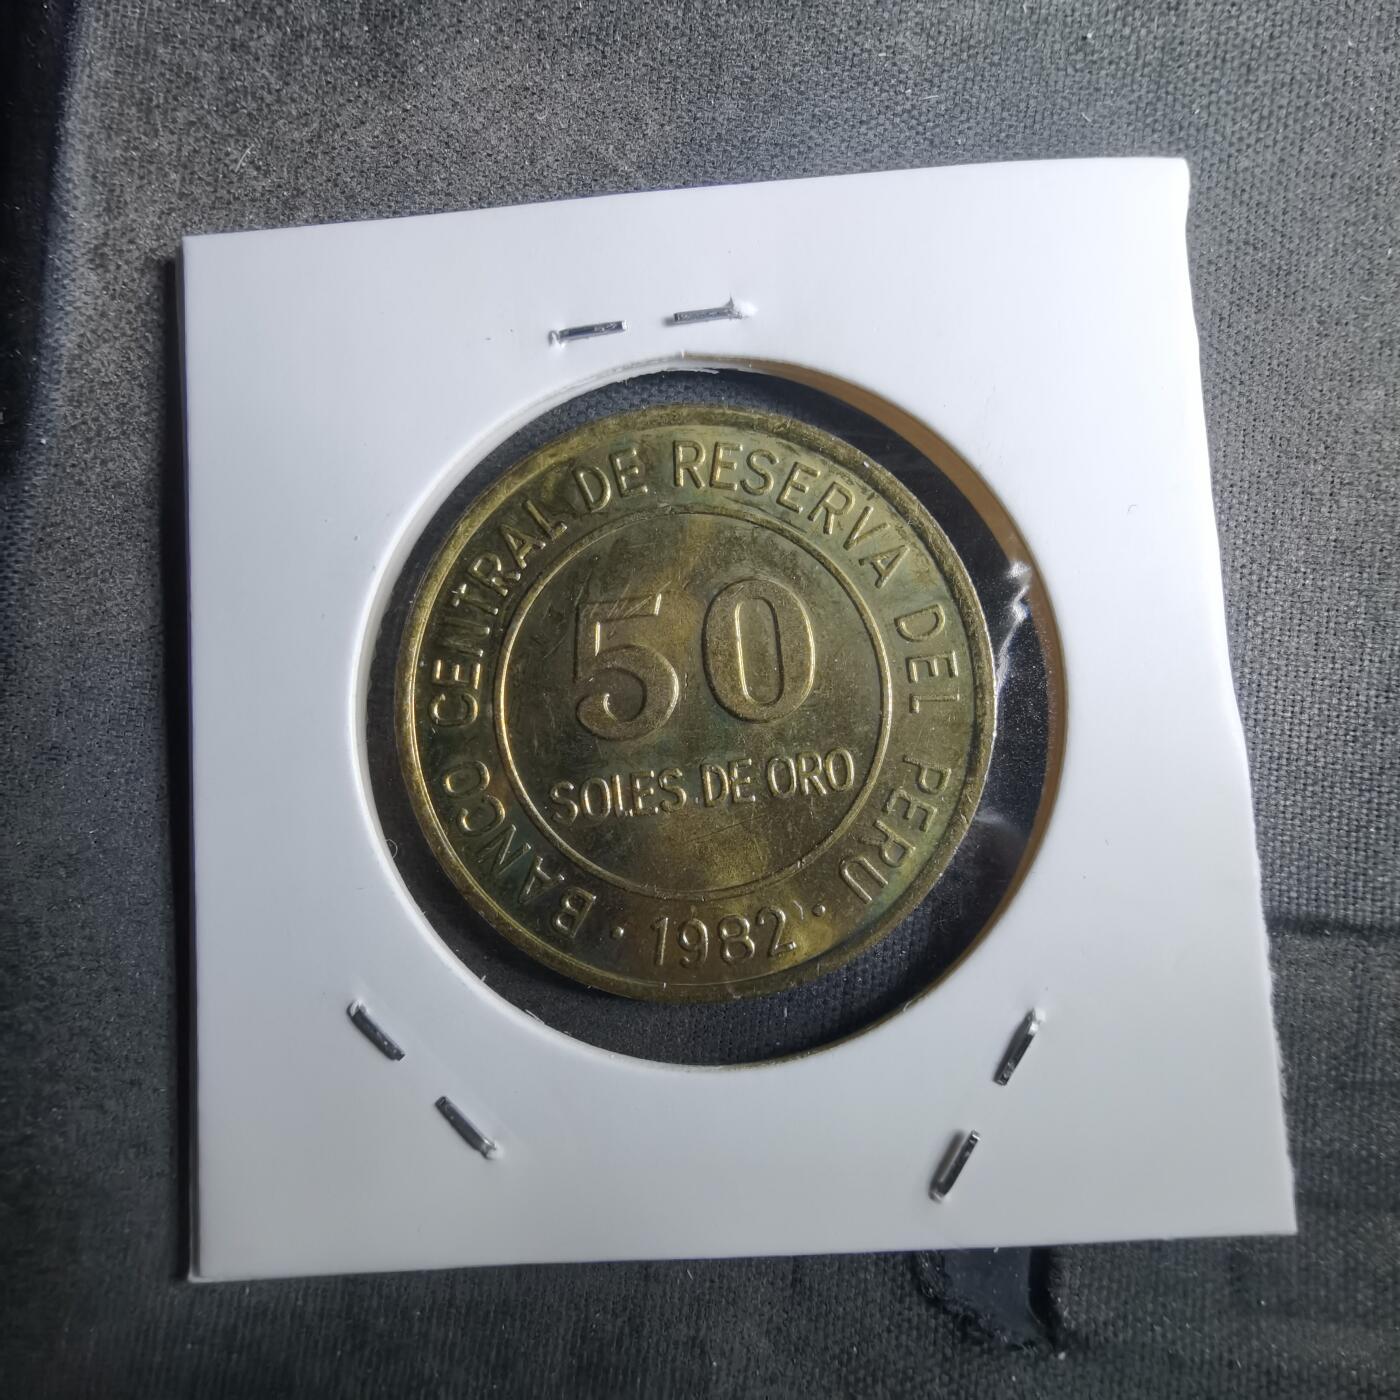 BANCO CENTRAL DE RESERVA DEL PERU
50
SOLES DE ORO
· 1982 ·